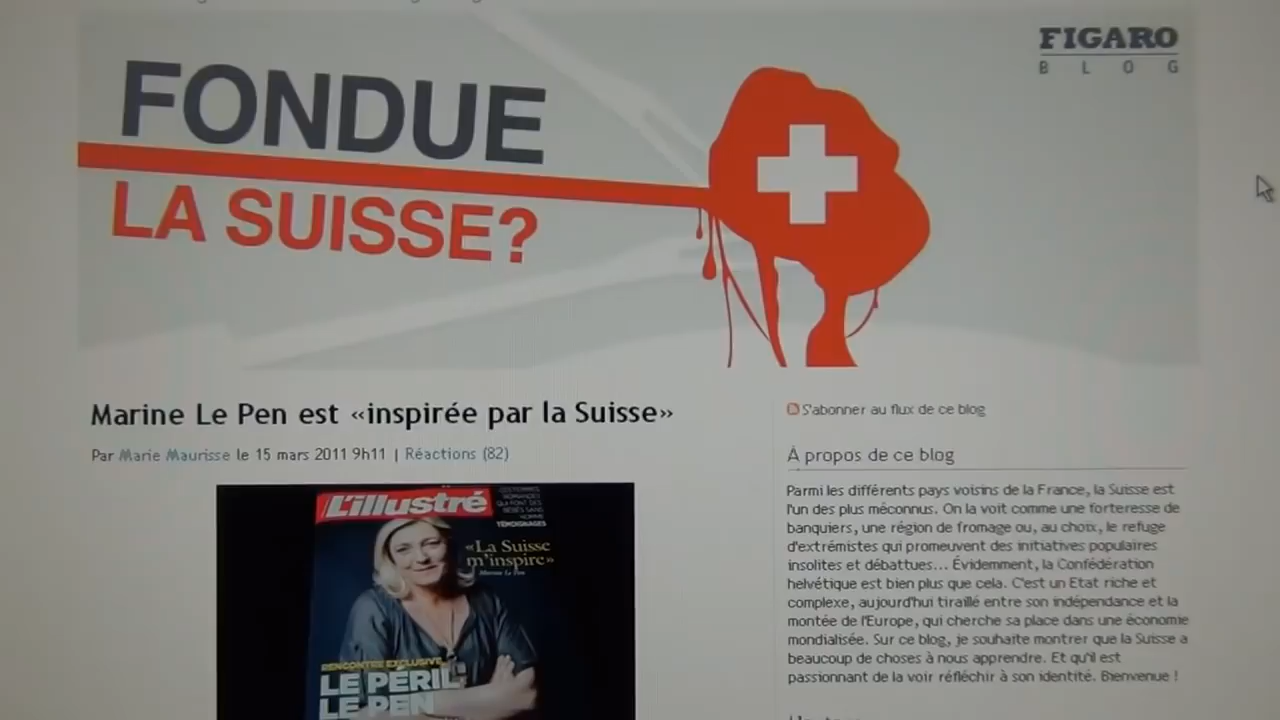 FIGARO
BLOG
FONDUE
LA SUISSE?
Marine Le Pen est «inspirée par la Suisse»
Par Marie Maurisse le 15 mars 2011 9h11 | Réactions (82)
L'illustré
TÉMOIGNAGES
«La Suisse
m'inspire»
Marine Le Pen
RENCONTRE EXCLUSIVE
LE PÉRIL
LE PEN
S'abonner au flux de ce blog
À propos de ce blog
Parmi les différents pays voisins de la France, la Suisse est
l'un des plus méconnus. On la voit comme une forteresse de
banquiers, une région de fromage ou, au choix, le refuge
d'extrémistes qui promeuvent des initiatives populaires
insolites et débattues... Évidemment, la Confédération
helvétique est bien plus que cela. C'est un Etat riche et
complexe, aujourd'hui tiraillé entre son indépendance et la
montée de l'Europe, qui cherche sa place dans une économie
mondialisée. Sur ce blog, je souhaite montrer que la Suisse a
beaucoup de choses à nous apprendre. Et qu'il est
passionnant de la voir réfléchir à son identité. Bienvenue !